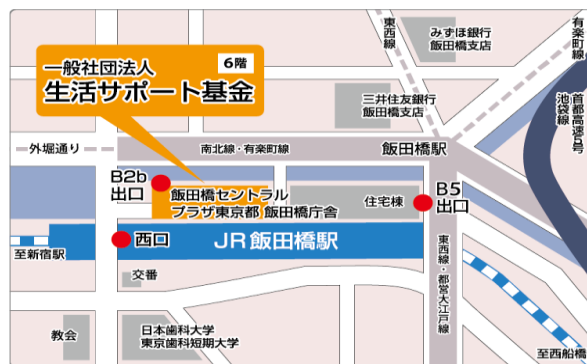 東西線
みずほ銀行
飯田橋支店
有楽町線
首都高速5号
池袋線
6階
一般社団法人
生活サポート基金
三井住友銀行
飯田橋支店
外堀通り
南北線・有楽町線
飯田橋駅
B2b
出口
飯田橋セントラル
プラザ東京都 飯田橋庁舎
住宅棟
B5
出口
西口
JR飯田橋駅
至新宿駅
交番
東西線・都営大江戸線
教会
日本歯科大学
東京歯科短期大学
至西船橋